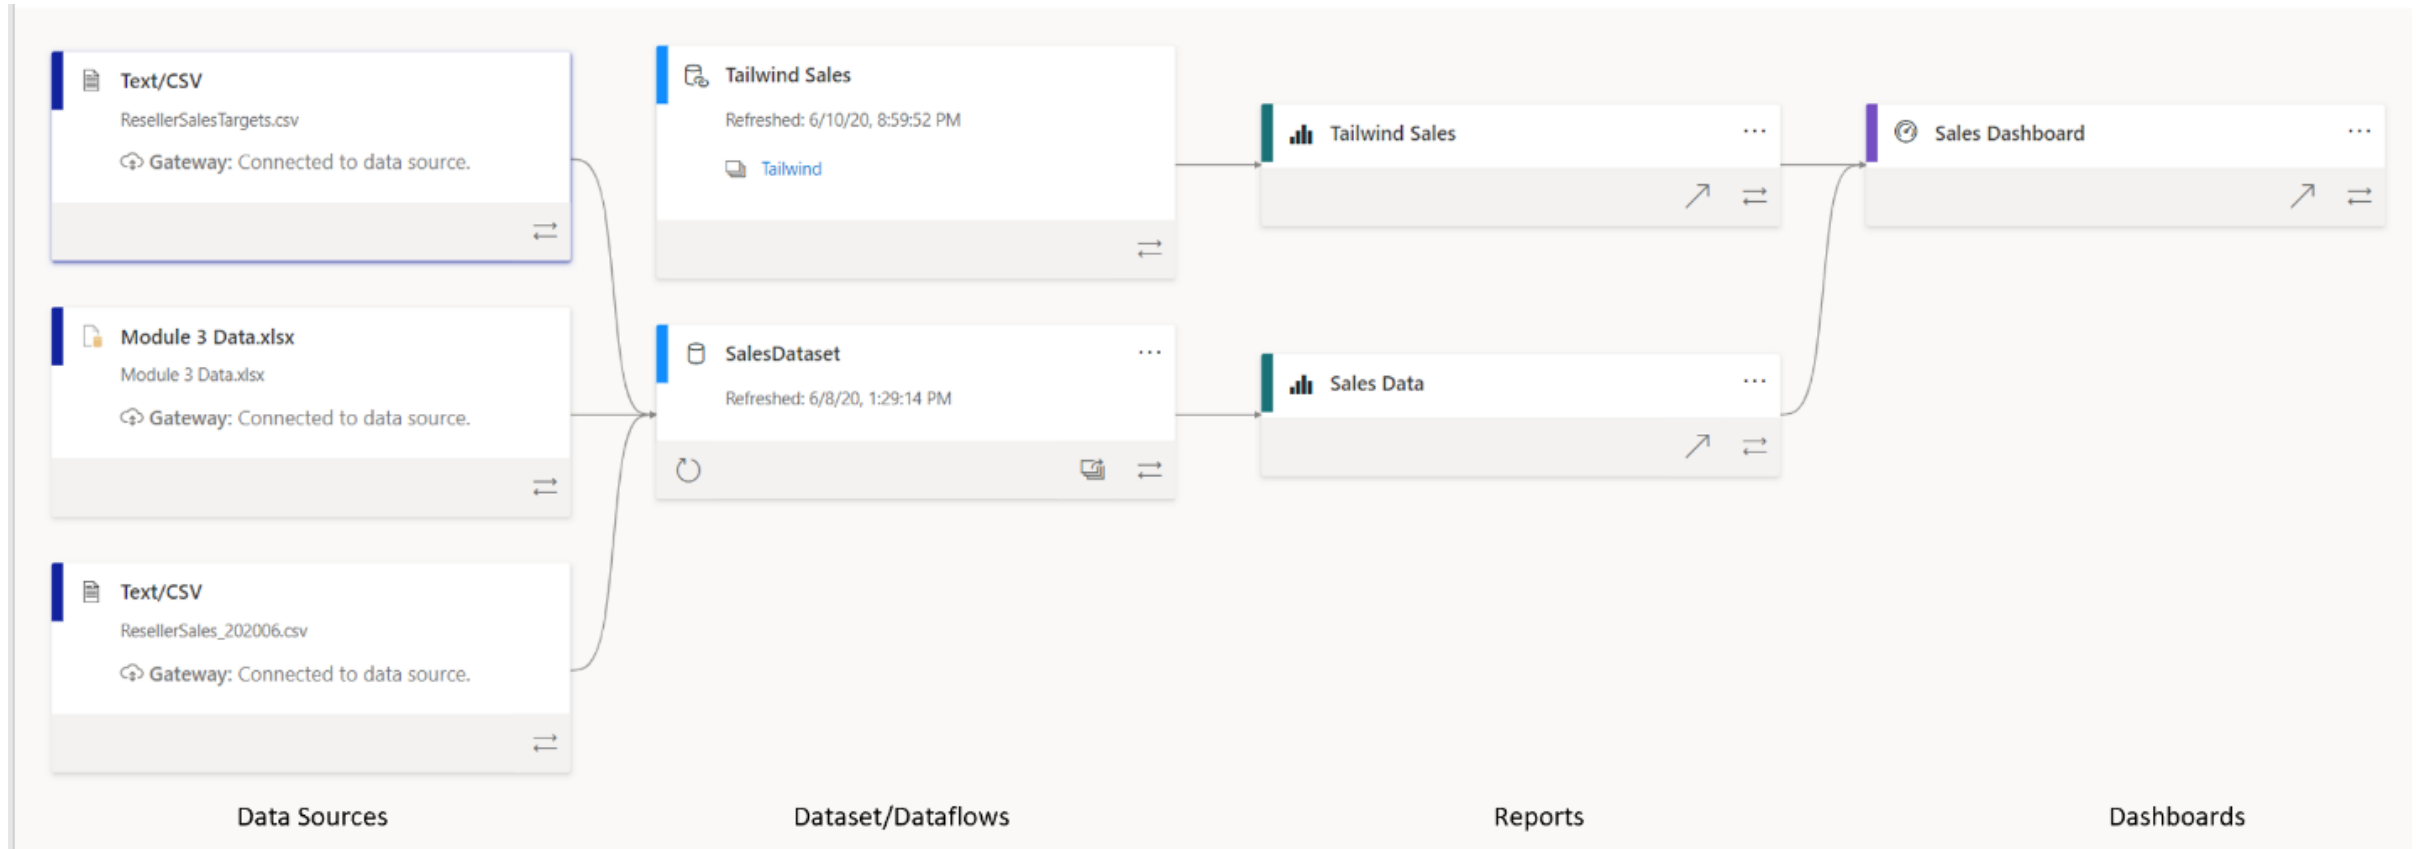 Text/CSV
ResellerSalesTargets.csv
Gateway: Connected to data source.
Module 3 Data.xlsx
Module 3 Data.xlsx
Gateway: Connected to data source.
Text/CSV
ResellerSales_202006.csv
Gateway: Connected to data source.
Data Sources
Tailwind Sales
Refreshed: 6/10/20, 8:59:52 PM
Tailwind
SalesDataset
Refreshed: 6/8/20, 1:29:14 PM
Dataset/Dataflows
Tailwind Sales
Sales Data
Reports
Sales Dashboard
Dashboards